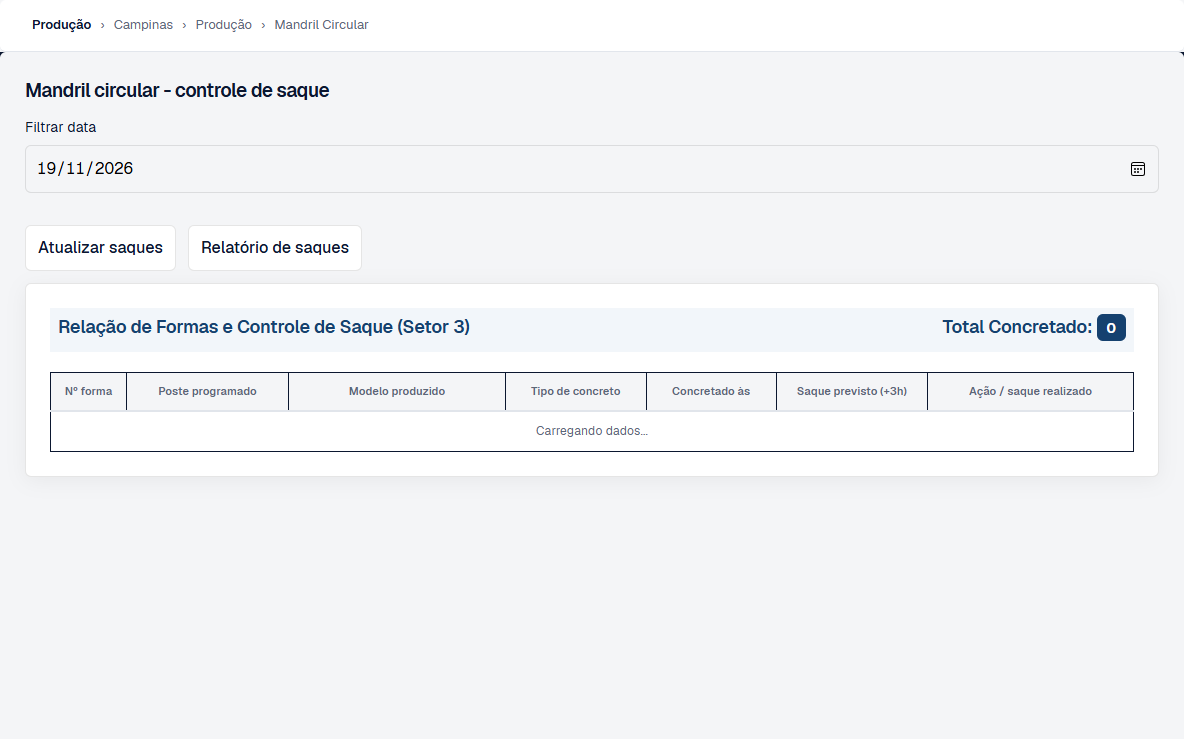 Produção › Campinas › Produção › Mandril Circular
Mandril circular - controle de saque
Filtrar data
19/11/2026
Atualizar saques Relatório de saques
Relação de Formas e Controle de Saque (Setor 3) Total Concretado: 0
Nº forma Poste programado Modelo produzido Tipo de concreto Concretado às Saque previsto (+3h) Ação / saque realizado
Carregando dados...